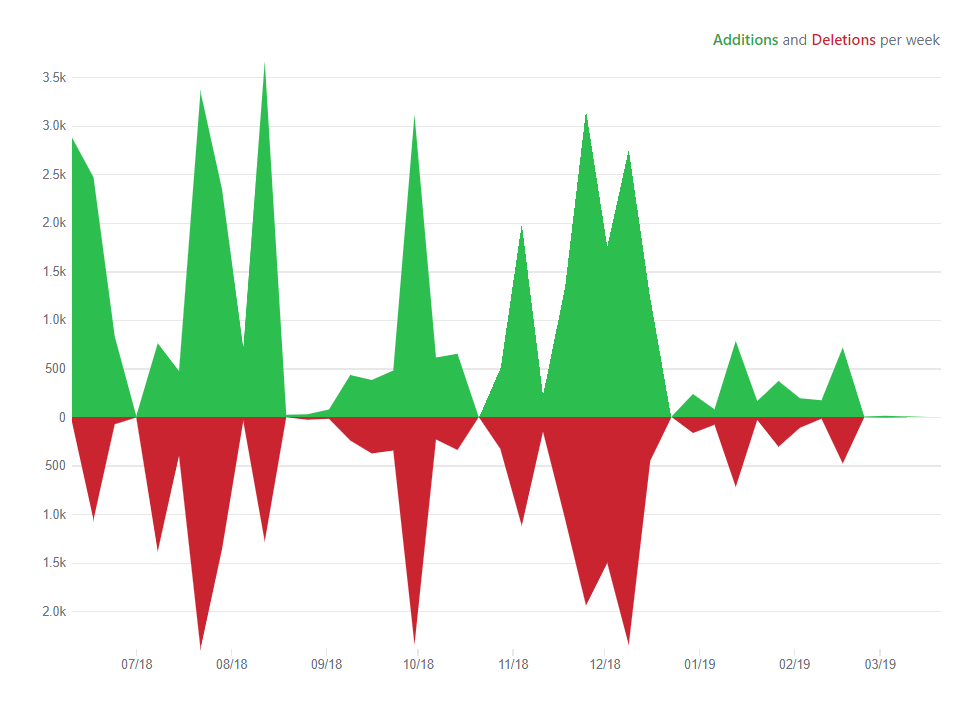 Additions and Deletions per week
3.5k
3.0k
2.5k
2.0k
1.5k
1.0k
500
0
500
1.0k
1.5k
2.0k
07/18 08/18 09/18 10/18 11/18 12/18 01/19 02/19 03/19